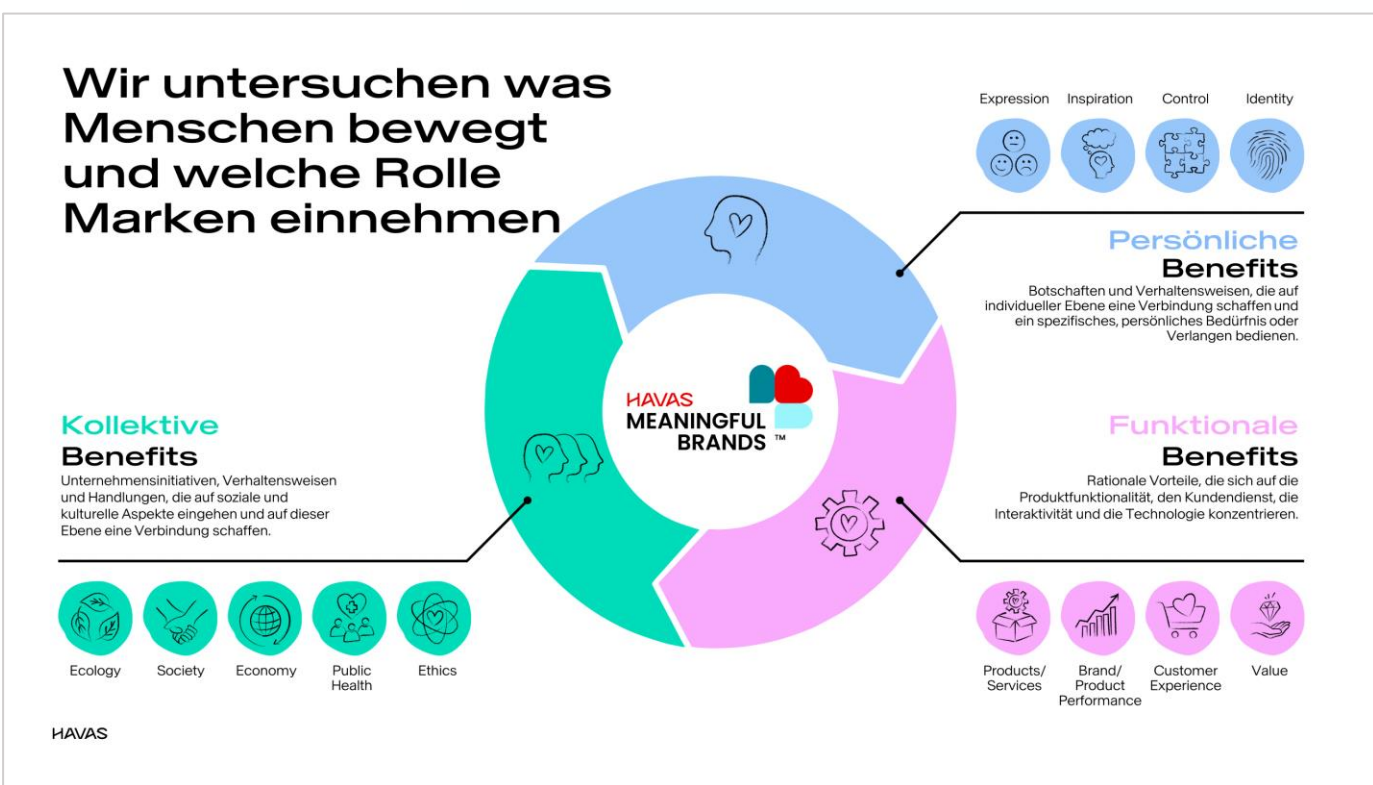 Wir untersuchen was
Menschen bewegt
und welche Rolle
Marken einnehmen
Expression
Inspiration
Control
Identity
Persönliche
Benefits
Botschaften und Verhaltensweisen, die auf
individueller Ebene eine Verbindung schaffen und
ein spezifisches, persönliches Bedürfnis oder
Verlangen bedienen.
HAVAS
MEANINGFUL
BRANDS ™
Kollektive
Benefits
Unternehmensinitiativen, Verhaltensweisen
und Handlungen, die auf soziale und
kulturelle Aspekte eingehen und auf dieser
Ebene eine Verbindung schaffen.
Ecology
Society
Economy
Public
Health
Ethics
Funktionale
Benefits
Rationale Vorteile, die sich auf die
Produktfunktionalität, den Kundendienst, die
Interaktivität und die Technologie konzentrieren.
Products/
Services
Brand/
Product
Performance
Customer
Experience
Value
HAVAS